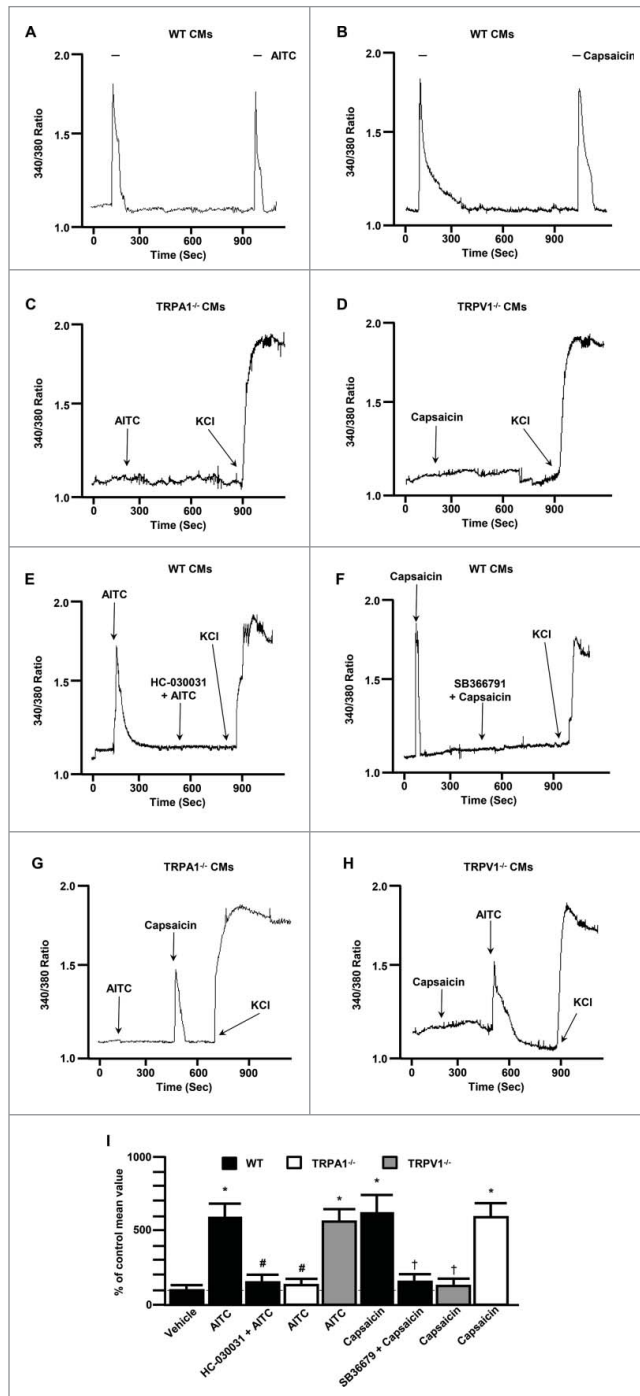 A
WT CMs
2.0
AITC
340/380 Ratio
1.5
1.0
0 300 600 900
Time (Sec)
B
WT CMs
2.0
Capsaicin
340/380 Ratio
1.5
1.0
0 300 600 900
Time (Sec)
C
TRPA1-/- CMs
2.0
340/380 Ratio
1.5
AITC
KCl
1.0
0 300 600 900
Time (Sec)
D
TRPV1-/- CMs
2.0
340/380 Ratio
1.5
Capsaicin
KCl
1.0
0 300 600 900
Time (Sec)
E
WT CMs
AITC
2.0
KCl
340/380 Ratio
1.5
HC-030031
+ AITC
1.0
0 300 600 900
Time (Sec)
F
WT CMs
Capsaicin
2.0
KCl
340/380 Ratio
1.5
SB366791
+ Capsaicin
1.0
0 300 600 900
Time (Sec)
G
TRPA1-/- CMs
2.0
Capsaicin
340/380 Ratio
1.5
AITC
KCl
1.0
0 300 600 900
Time (Sec)
H
TRPV1-/- CMs
2.0
AITC
340/380 Ratio
1.5
Capsaicin
KCl
1.0
0 300 600 900
Time (Sec)
I
WT TRPA1-/- TRPV1-/-
% of control mean value
1000
500
0
* # # * * † † *
Vehicle
AITC
HC-030031 + AITC
AITC
AITC
Capsaicin
SB36679 + Capsaicin
Capsaicin
Capsaicin